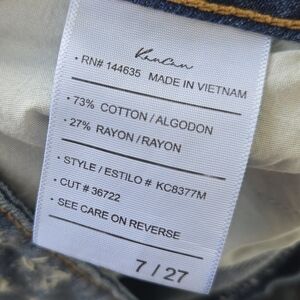 KanCan
· RN# 144635 MADE IN VIETNAM
· 73% COTTON / ALGODON
· 27% RAYON / RAYON
· STYLE / ESTILO # KC8377M
· CUT # 36722
· SEE CARE ON REVERSE
7 / 27